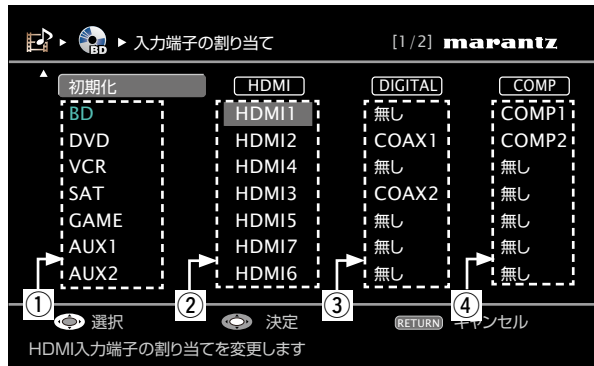 BD ▸ ▸ 入力端子の割り当て [1/2] marantz
初期化 HDMI DIGITAL COMP
BD HDMI1 無し COMP1
DVD HDMI2 COAX1 COMP2
VCR HDMI4 無し 無し
SAT HDMI3 COAX2 無し
GAME HDMI5 無し 無し
AUX1 HDMI7 無し 無し
AUX2 HDMI6 無し 無し
① ② ③ ④
選択 決定 RETURN キャンセル
HDMI入力端子の割り当てを変更します